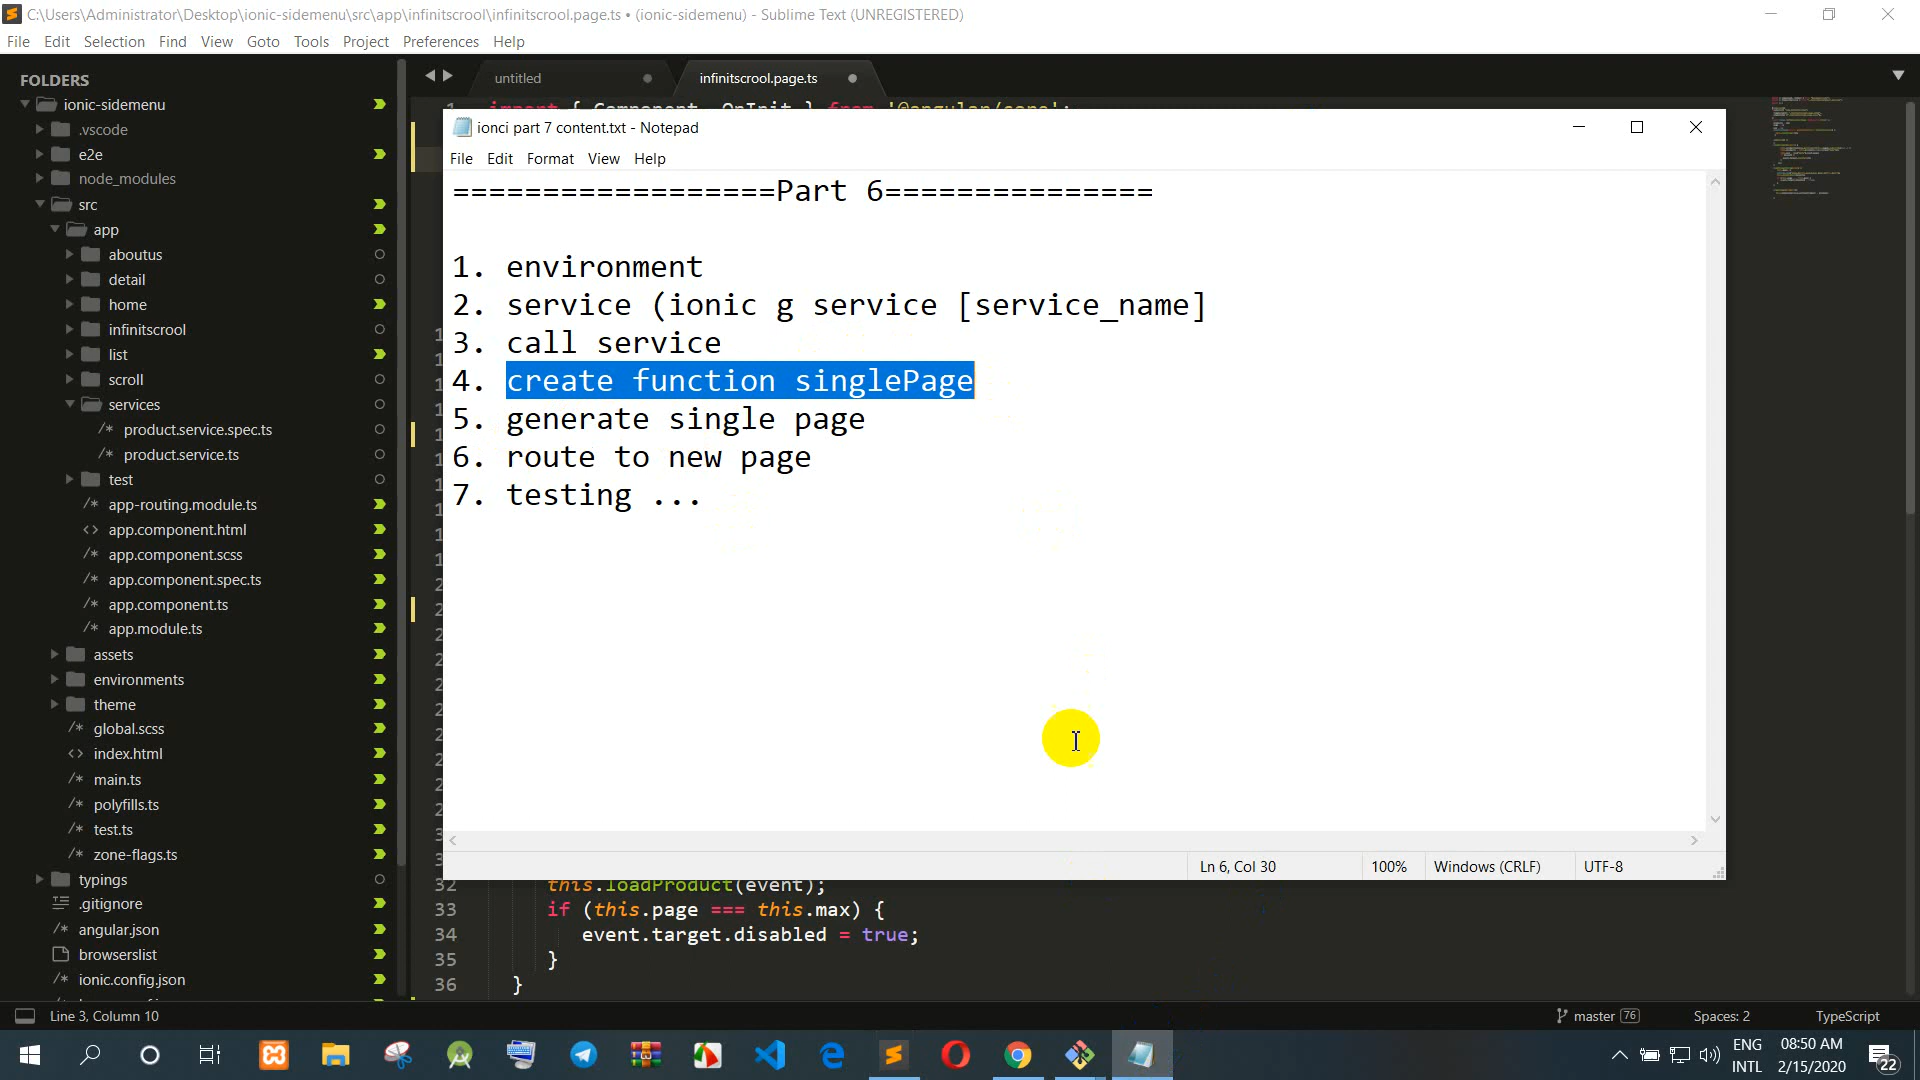 C:\Users\Administrator\Desktop\ionic-sidemenu\src\app\infinitscrool\infinitscrool.page.ts • (ionic-sidemenu) - Sublime Text (UNREGISTERED)
File Edit Selection Find View Goto Tools Project Preferences Help
FOLDERS
ionic-sidemenu
.vscode
e2e
node_modules
src
app
aboutus
detail
home
infinitscrool
list
scroll
services
/* product.service.spec.ts
/* product.service.ts
test
/* app-routing.module.ts
<> app.component.html
/* app.component.scss
/* app.component.spec.ts
/* app.component.ts
/* app.module.ts
assets
environments
theme
/* global.scss
<> index.html
/* main.ts
/* polyfills.ts
/* test.ts
/* zone-flags.ts
typings
.gitignore
/* angular.json
browserslist
/* ionic.config.json
untitled
infinitscrool.page.ts
import { Component, OnInit } from '@angular/core';
ionci part 7 content.txt - Notepad
File Edit Format View Help
==================Part 6===============
1. environment
2. service (ionic g service [service_name]
3. call service
4. create function singlePage
5. generate single page
6. route to new page
7. testing ...
Ln 6, Col 30
100%
Windows (CRLF)
UTF-8
32 this.loadProduct(event);
33 if (this.page === this.max) {
34 event.target.disabled = true;
35 }
36 }
Line 3, Column 10
master 76
Spaces: 2
TypeScript
ENG
INTL
08:50 AM
2/15/2020
22